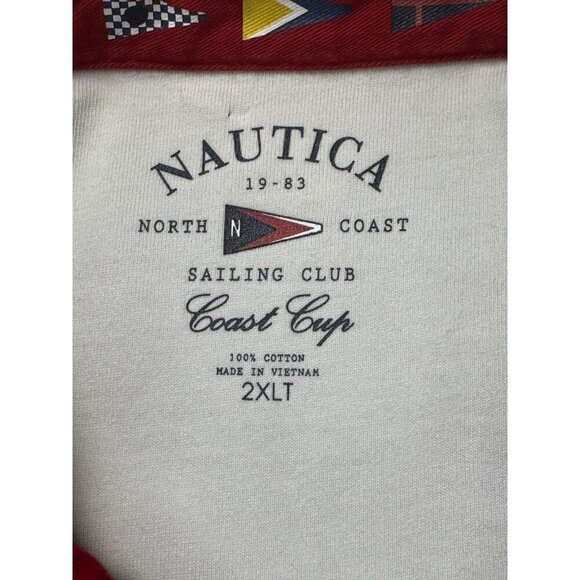 NAUTICA
19-83
NORTH N COAST
SAILING CLUB
Coast Cup
100% COTTON
MADE IN VIETNAM
2XLT